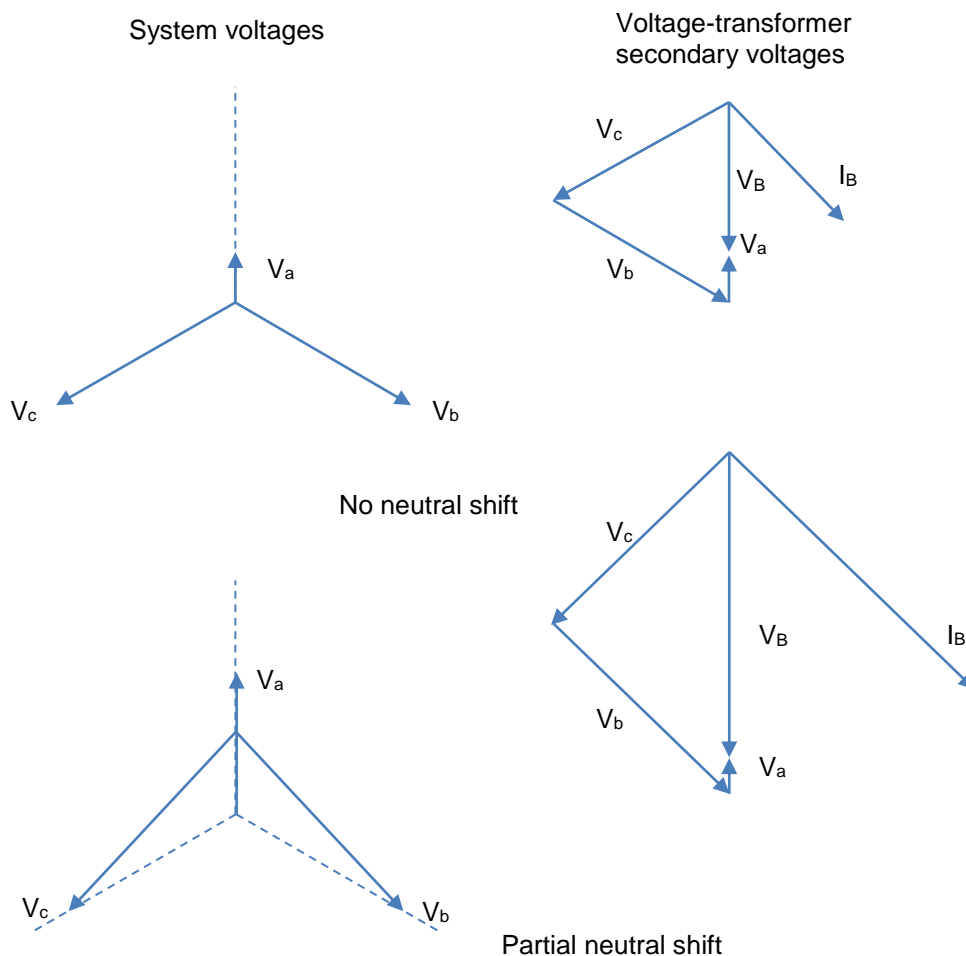 System voltages
Voltage-transformer
secondary voltages
Va
Vc
Vb
Vc
VB
IB
Va
Vb
No neutral shift
Va
Vc
Vb
Vc
VB
IB
Vb
Va
Partial neutral shift